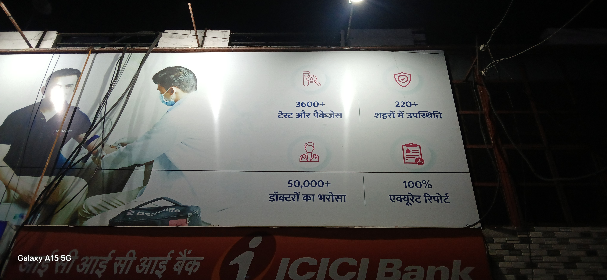 3600+
टेस्ट और पैकेजेस
220+
शहरों में उपस्थिति
50,000+
डॉक्टरों का भरोसा
100%
एक्यूरेट रिपोर्ट
Galaxy A15 5G
आई सी आई सी आई बैंक
ICICI Bank